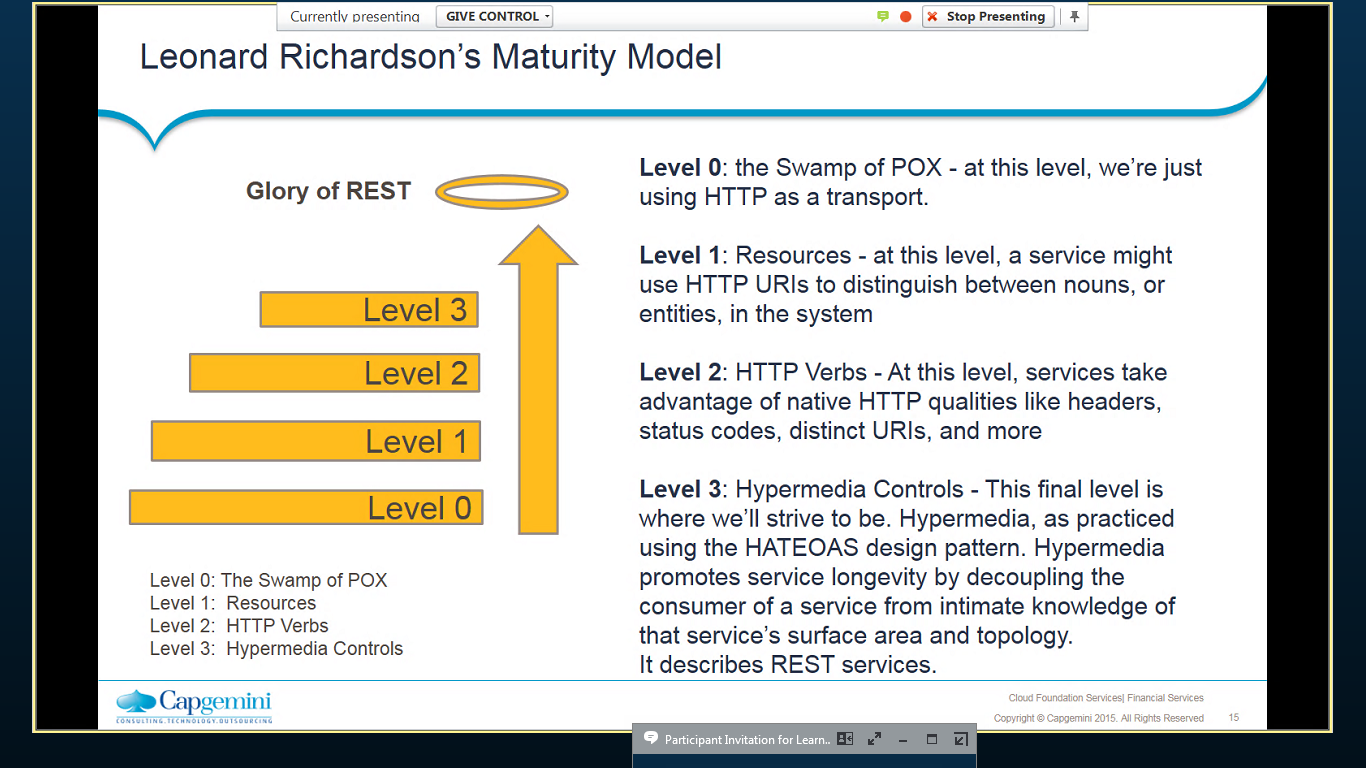 Currently presenting
GIVE CONTROL
Stop Presenting
Leonard Richardson’s Maturity Model
Glory of REST
Level 3
Level 2
Level 1
Level 0
Level 0: The Swamp of POX
Level 1: Resources
Level 2: HTTP Verbs
Level 3: Hypermedia Controls
Level 0: the Swamp of POX - at this level, we’re just
using HTTP as a transport.
Level 1: Resources - at this level, a service might
use HTTP URIs to distinguish between nouns, or
entities, in the system
Level 2: HTTP Verbs - At this level, services take
advantage of native HTTP qualities like headers,
status codes, distinct URIs, and more
Level 3: Hypermedia Controls - This final level is
where we’ll strive to be. Hypermedia, as practiced
using the HATEOAS design pattern. Hypermedia
promotes service longevity by decoupling the
consumer of a service from intimate knowledge of
that service’s surface area and topology.
It describes REST services.
Capgemini
CONSULTING.TECHNOLOGY.OUTSOURCING
Cloud Foundation Services| Financial Services
Copyright © Capgemini 2015. All Rights Reserved
15
Participant Invitation for Learn..